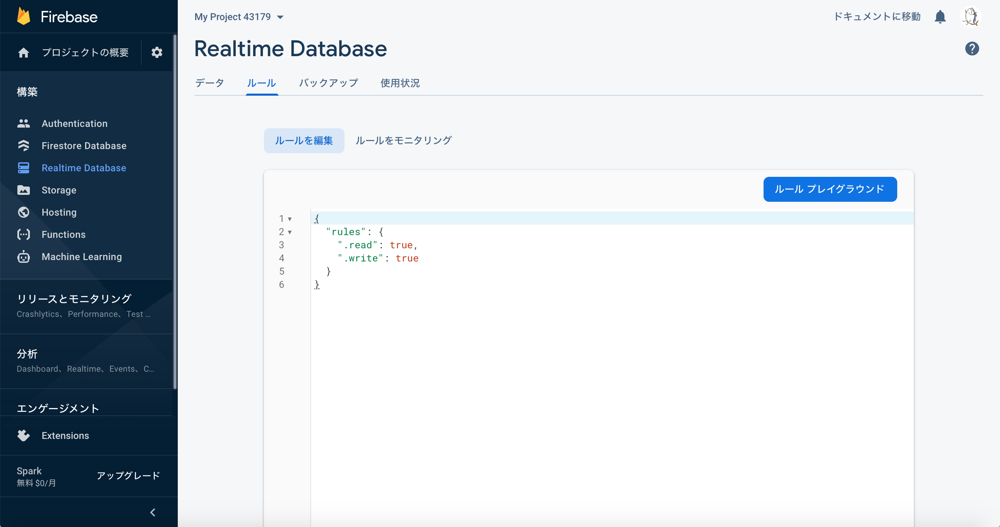 Firebase
プロジェクトの概要
構築
Authentication
Firestore Database
Realtime Database
Storage
Hosting
Functions
Machine Learning
リリースとモニタリング
Crashlytics、Performance、Test ...
分析
Dashboard、Realtime、Events、C...
エンゲージメント
Extensions
Spark
無料 $0/月
アップグレード
My Project 43179
ドキュメントに移動
Realtime Database
?
データ ルール バックアップ 使用状況
ルールを編集 ルールをモニタリング
ルール プレイグラウンド
1 {
2 "rules": {
3 ".read": true,
4 ".write": true
5 }
6 }